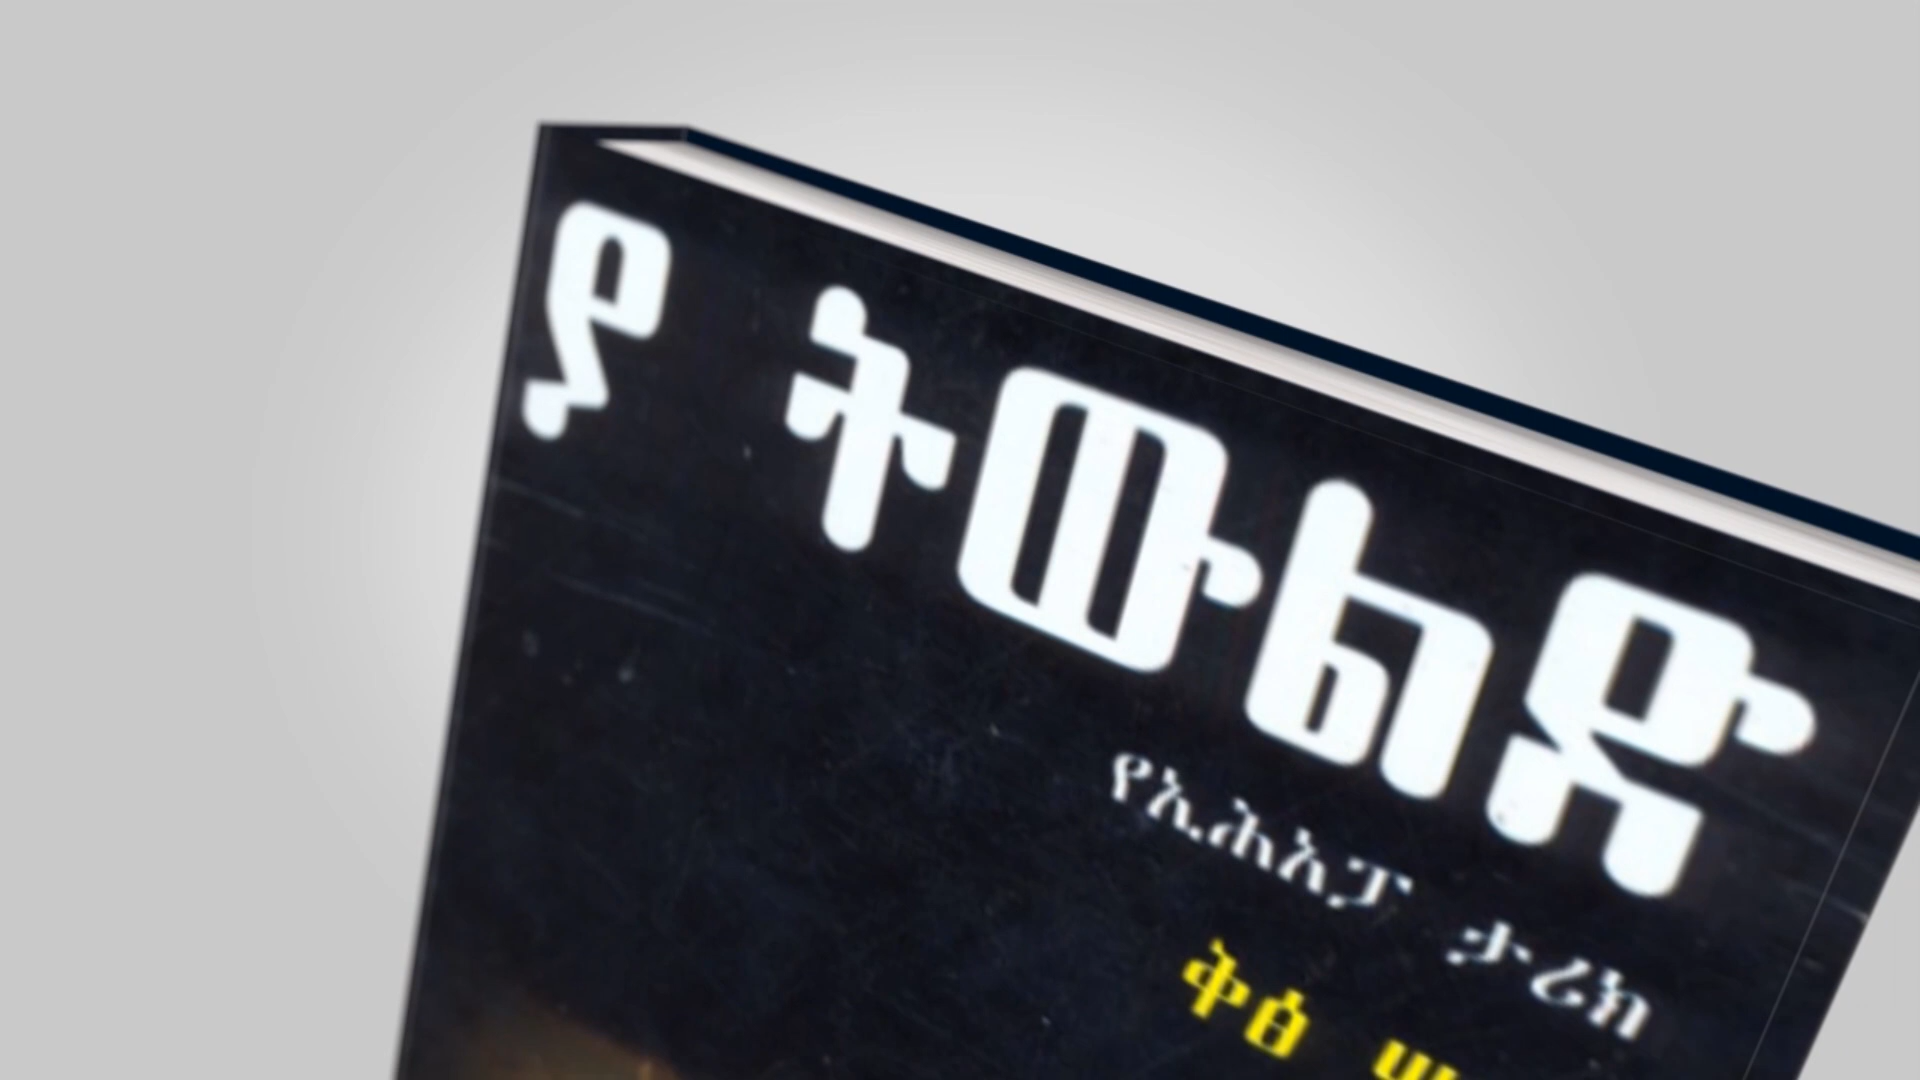 ያ ትውልድ
የኢሕአፓ ታሪክ
ቅፅ